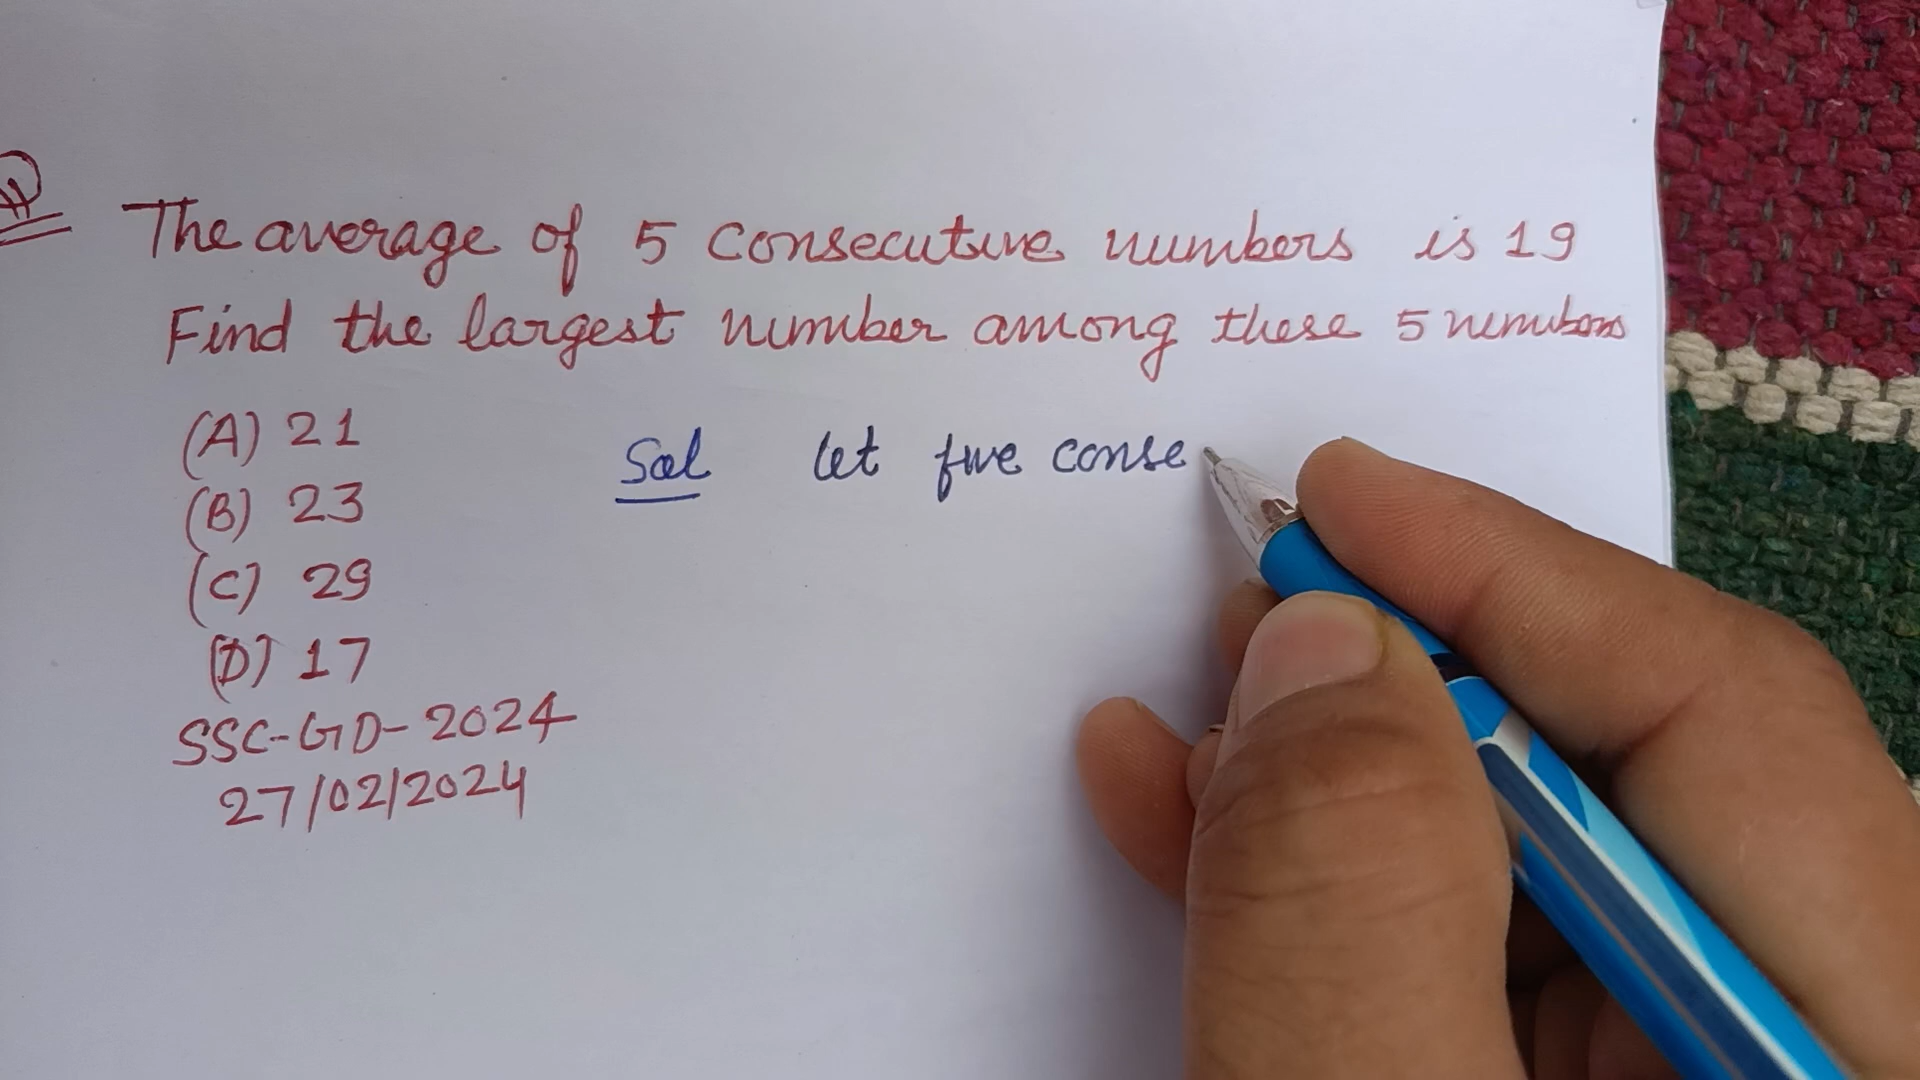 Q
The average of 5 consecutive numbers is 19
Find the largest number among these 5 numbers
(A) 21
Sol let five conse
(B) 23
(C) 29
(D) 17
SSC-GD-2024
27/02/2024